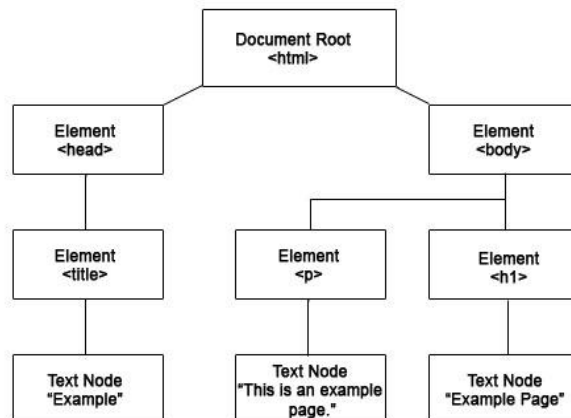 Document Root
<html>
Element
<head>
Element
<body>
Element
<title>
Element
<p>
Element
<h1>
Text Node
"Example"
Text Node
"This is an example
page."
Text Node
"Example Page"